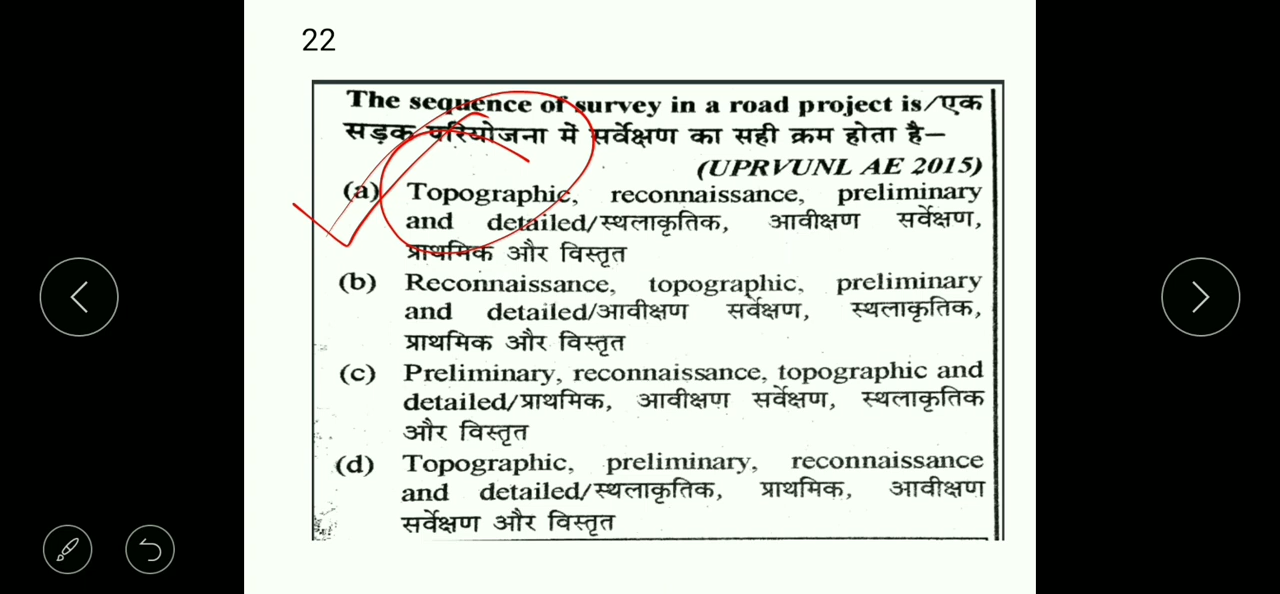 22
The sequence of survey in a road project is/एक
सड़क परियोजना में सर्वेक्षण का सही क्रम होता है–
(UPRVUNL AE 2015)
(a) Topographic, reconnaissance, preliminary
and detailed/स्थलाकृतिक, आवीक्षण सर्वेक्षण,
प्राथमिक और विस्तृत
(b) Reconnaissance, topographic, preliminary
and detailed/आवीक्षण सर्वेक्षण, स्थलाकृतिक,
प्राथमिक और विस्तृत
(c) Preliminary, reconnaissance, topographic and
detailed/प्राथमिक, आवीक्षण सर्वेक्षण, स्थलाकृतिक
और विस्तृत
(d) Topographic, preliminary, reconnaissance
and detailed/स्थलाकृतिक, प्राथमिक, आवीक्षण
सर्वेक्षण और विस्तृत